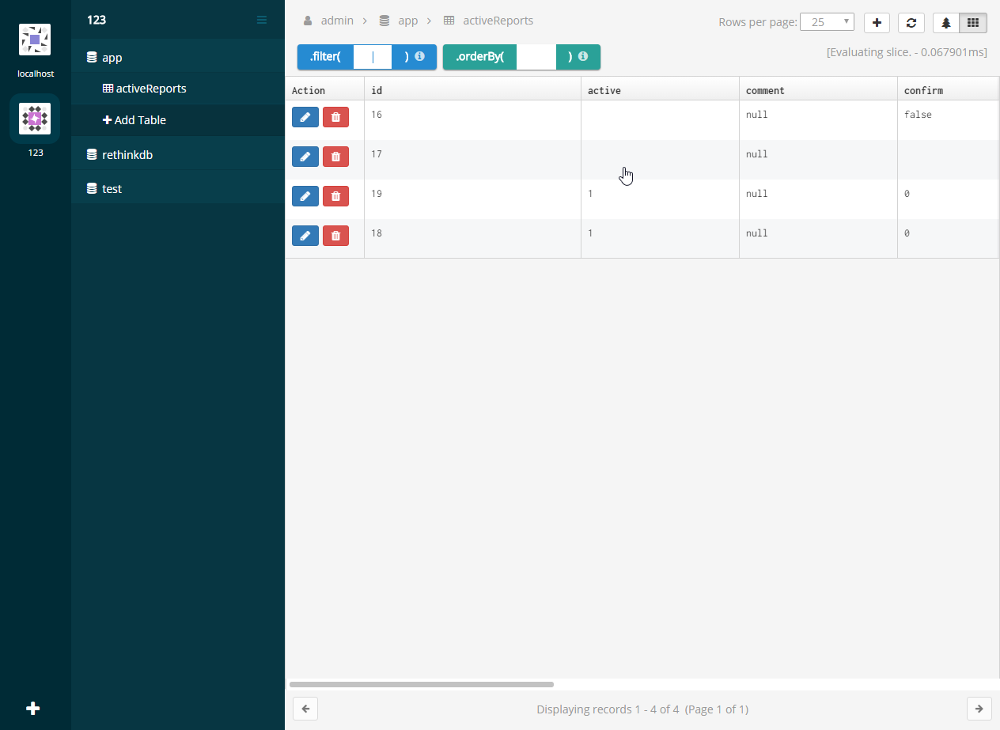 localhost
123
123
app
activeReports
Add Table
rethinkdb
test
admin > app > activeReports
Rows per page: 25
.filter( ) .orderBy( )
[Evaluating slice. - 0.067901ms]
Action id active comment confirm
16 null false
17 null
19 1 null 0
18 1 null 0
Displaying records 1 - 4 of 4 (Page 1 of 1)